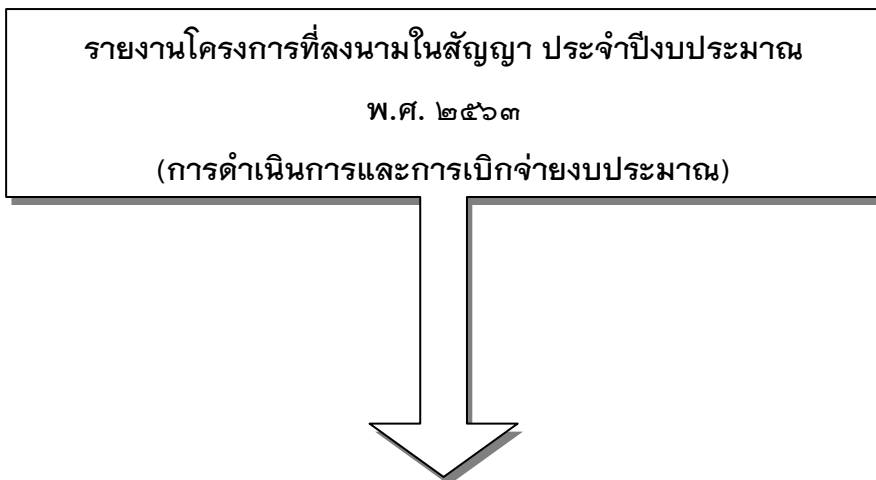 รายงานโครงการที่ลงนามในสัญญา ประจำปีงบประมาณ
พ.ศ. ๒๕๖๓
(การดำเนินการและการเบิกจ่ายงบประมาณ)